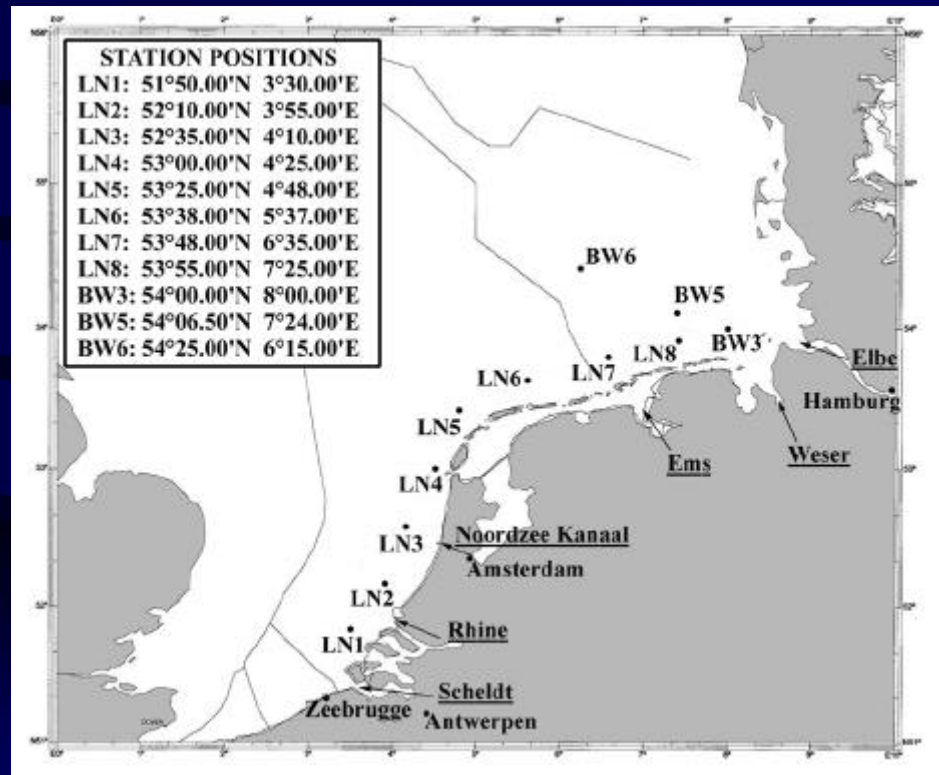 STATION POSITIONS
LN1: 51°50.00'N 3°30.00'E
LN2: 52°10.00'N 3°55.00'E
LN3: 52°35.00'N 4°10.00'E
LN4: 53°00.00'N 4°25.00'E
LN5: 53°25.00'N 4°48.00'E
LN6: 53°38.00'N 5°37.00'E
LN7: 53°48.00'N 6°35.00'E
LN8: 53°55.00'N 7°25.00'E
BW3: 54°00.00'N 8°00.00'E
BW5: 54°06.50'N 7°24.00'E
BW6: 54°25.00'N 6°15.00'E
BW6
BW5
BW3
LN8
LN7
LN6
LN5
LN4
LN3
LN2
LN1
Elbe
Hamburg
Weser
Ems
Noordzee Kanaal
Amsterdam
Rhine
Scheldt
Zeebrugge
Antwerpen